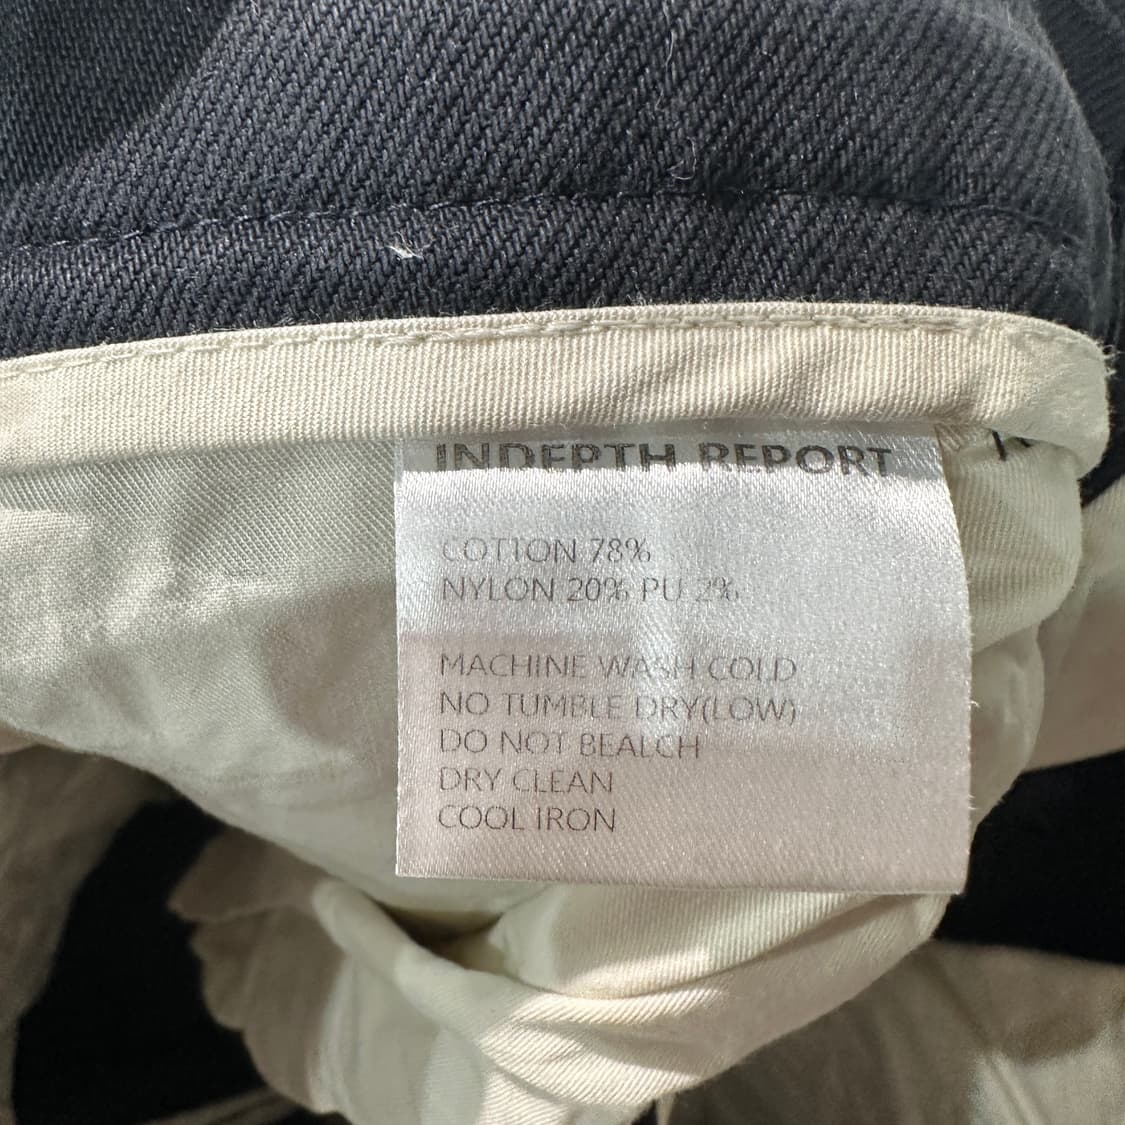 INDEPTH REPORT
COTTON 78%
NYLON 20% PU 2%
MACHINE WASH COLD
NO TUMBLE DRY(LOW)
DO NOT BEALCH
DRY CLEAN
COOL IRON